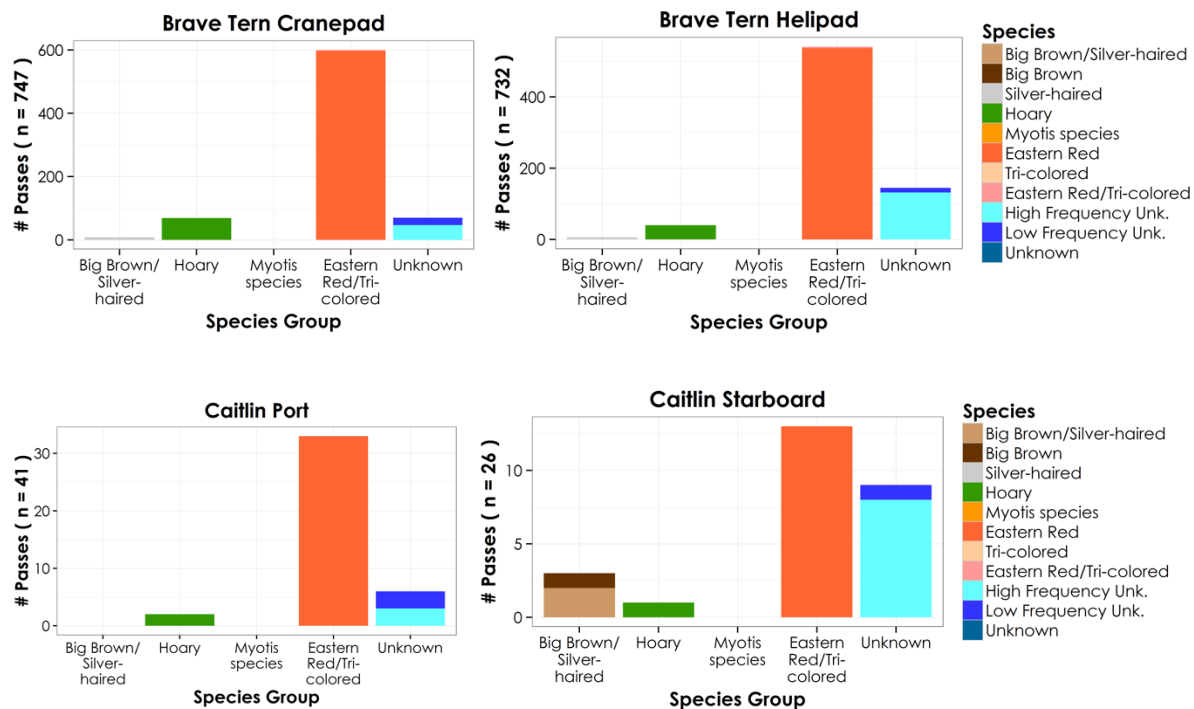 Brave Tern Cranepad
# Passes ( n = 747 )
600
400
200
0
Big Brown/
Silver-
haired
Hoary
Myotis
species
Eastern
Red/Tri-
colored
Unknown
Species Group
Brave Tern Helipad
# Passes ( n = 732 )
400
200
0
Big Brown/
Silver-
haired
Hoary
Myotis
species
Eastern
Red/Tri-
colored
Unknown
Species Group
Species
Big Brown/Silver-haired
Big Brown
Silver-haired
Hoary
Myotis species
Eastern Red
Tri-colored
Eastern Red/Tri-colored
High Frequency Unk.
Low Frequency Unk.
Unknown
Caitlin Port
# Passes ( n = 41 )
30
20
10
0
Big Brown/
Silver-
haired
Hoary
Myotis
species
Eastern
Red/Tri-
colored
Unknown
Species Group
Caitlin Starboard
# Passes ( n = 26 )
10
5
0
Big Brown/
Silver-
haired
Hoary
Myotis
species
Eastern
Red/Tri-
colored
Unknown
Species Group
Species
Big Brown/Silver-haired
Big Brown
Silver-haired
Hoary
Myotis species
Eastern Red
Tri-colored
Eastern Red/Tri-colored
High Frequency Unk.
Low Frequency Unk.
Unknown